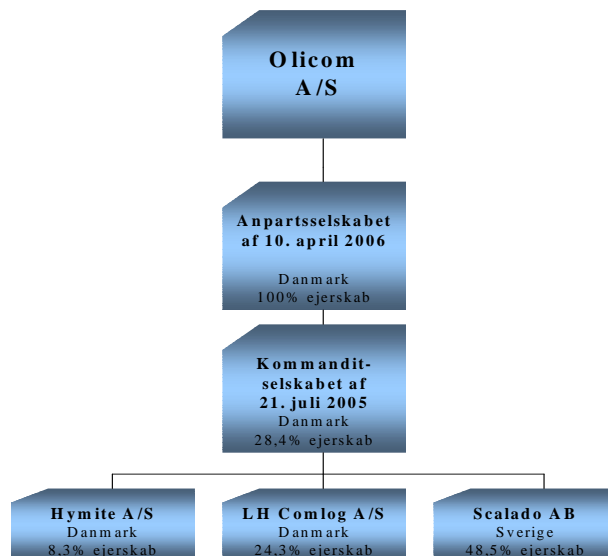 Olicom
A/S
Anpartsselskabet
af 10. april 2006
Danmark
100% ejerskab
Kommandit-
selskabet af
21. juli 2005
Danmark
28,4% ejerskab
Hymite A/S
Danmark
8,3% ejerskab
LH Comlog A/S
Danmark
24,3% ejerskab
Scalado AB
Sverige
48,5% ejerskab